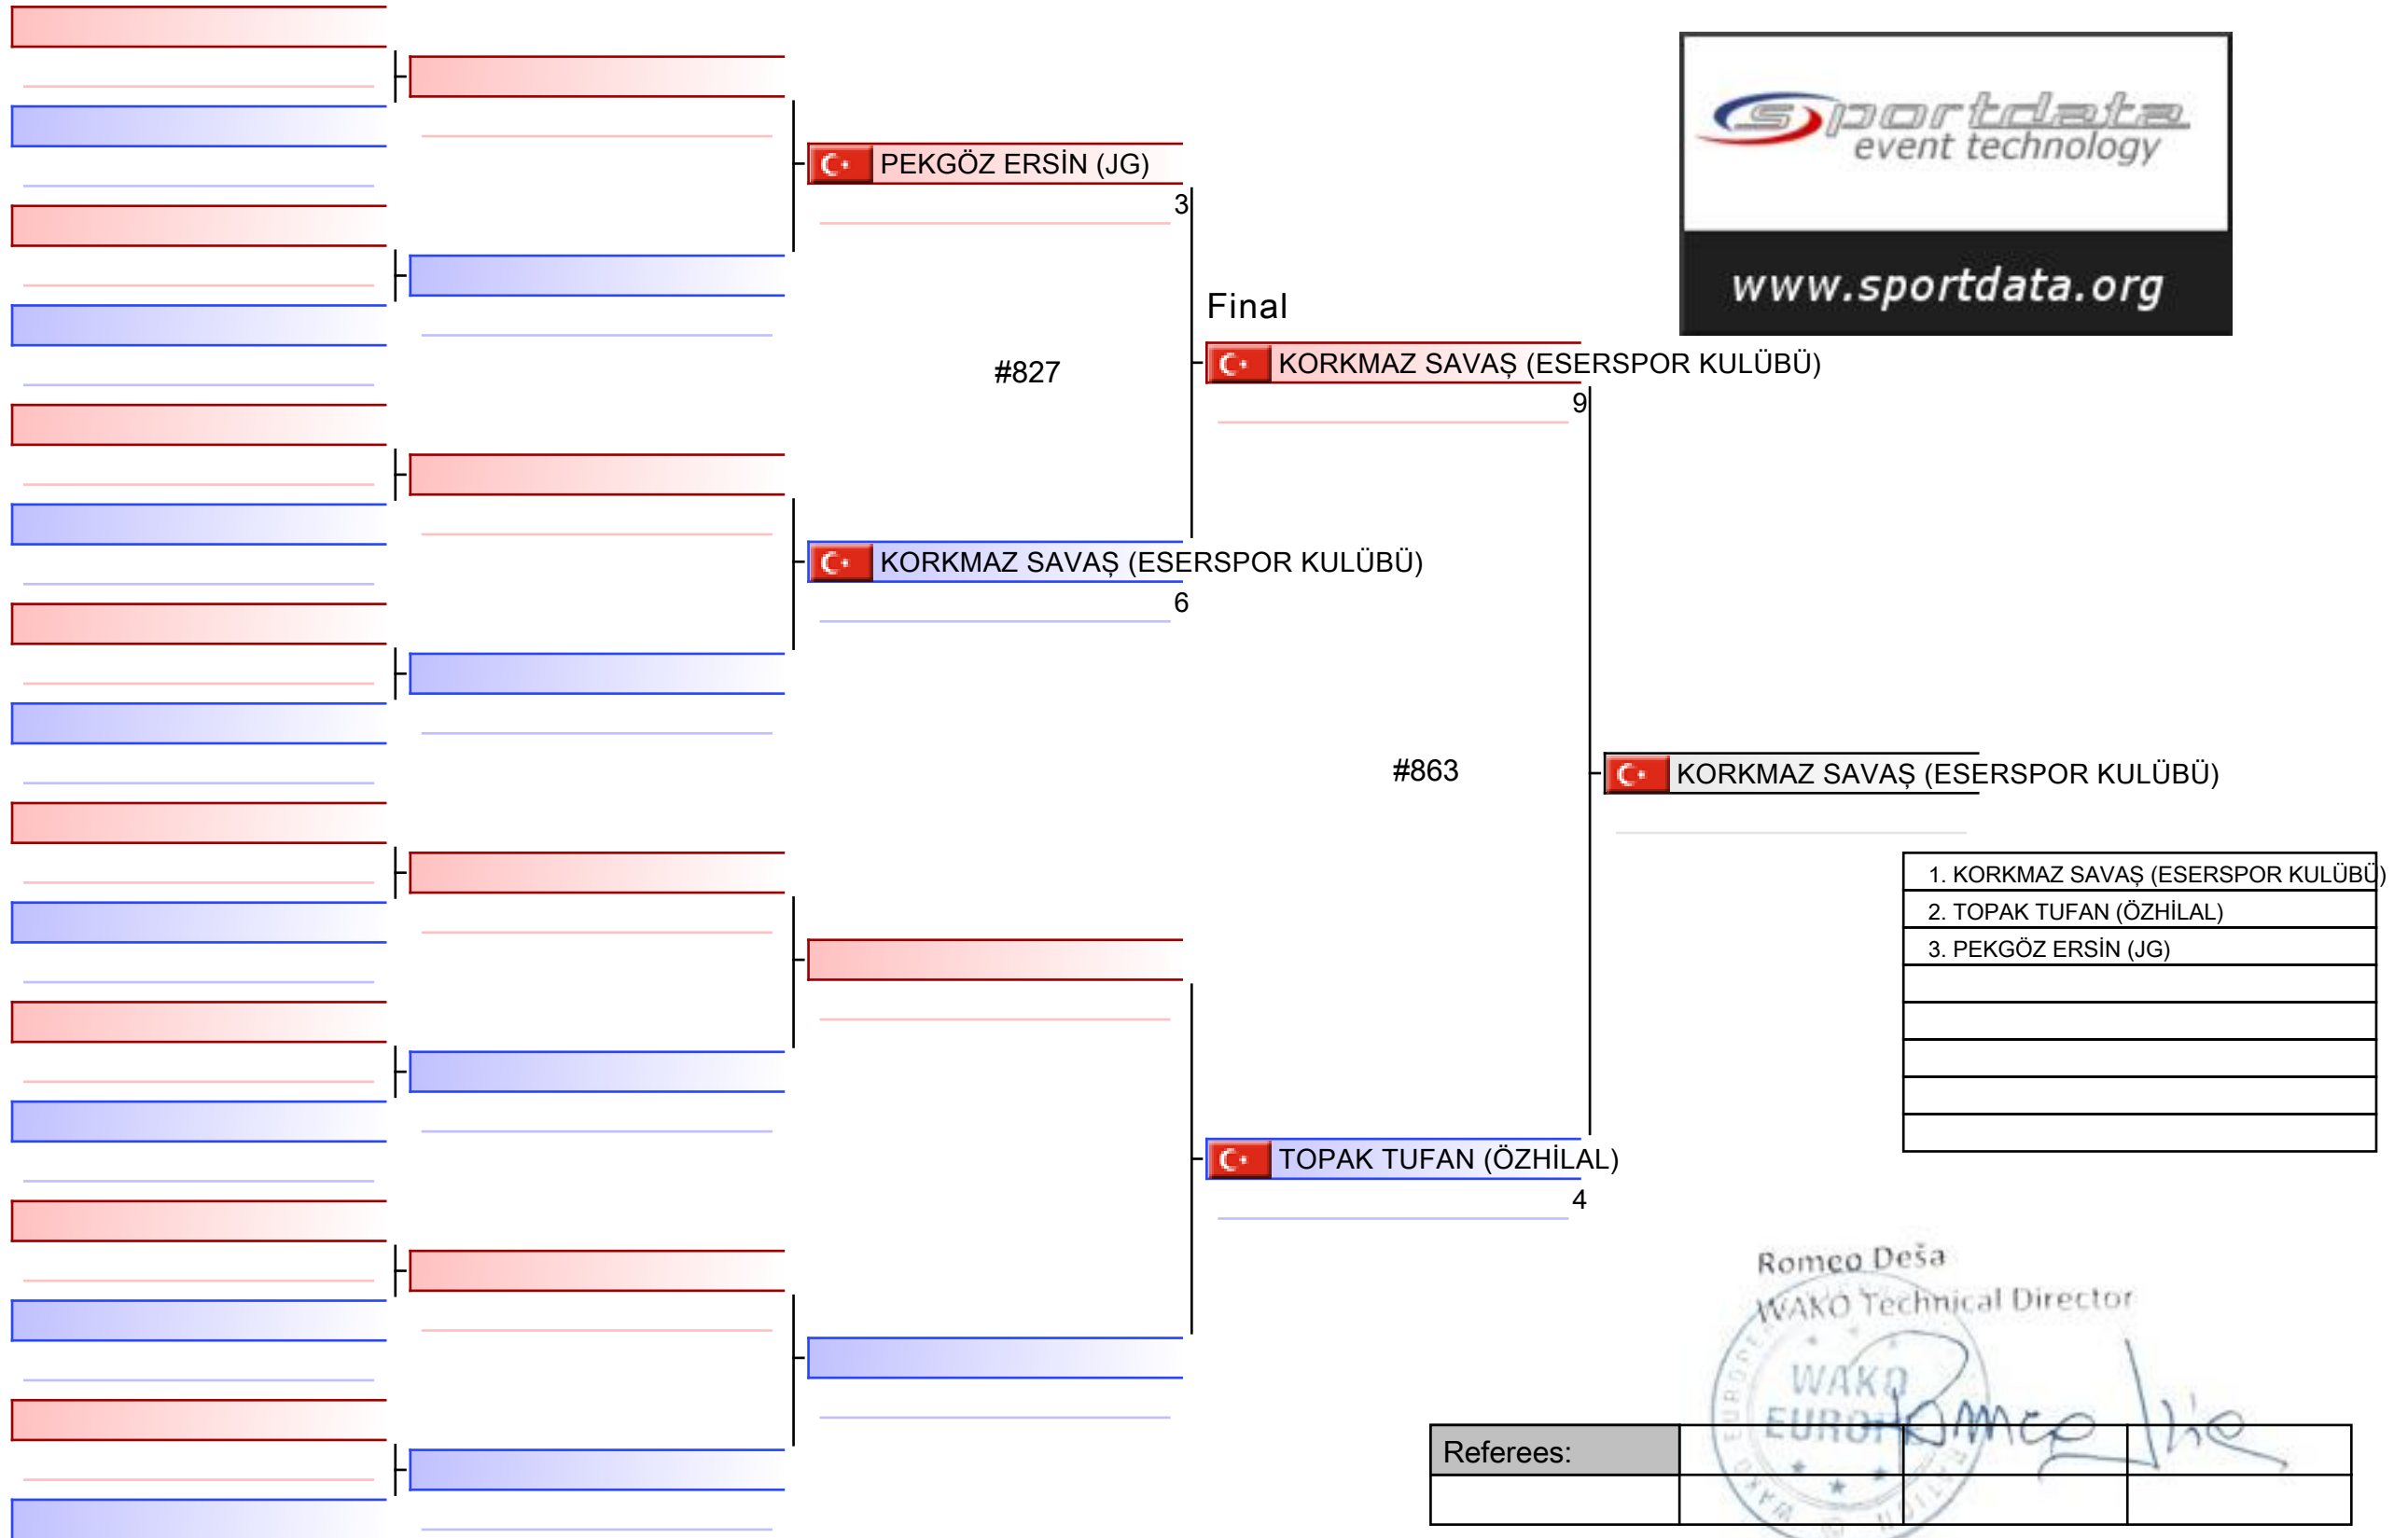 sportdata
event technology
www.sportdata.org
PEKGÖZ ERSİN (JG)
3
Final
#827
KORKMAZ SAVAŞ (ESERSPOR KULÜBÜ)
9
KORKMAZ SAVAŞ (ESERSPOR KULÜBÜ)
6
#863
KORKMAZ SAVAŞ (ESERSPOR KULÜBÜ)
1. KORKMAZ SAVAŞ (ESERSPOR KULÜBÜ)
2. TOPAK TUFAN (ÖZHİLAL)
3. PEKGÖZ ERSİN (JG)
TOPAK TUFAN (ÖZHİLAL)
4
Romeo Deša
WAKO Technical Director
WAKO
EUROPE
Referees: